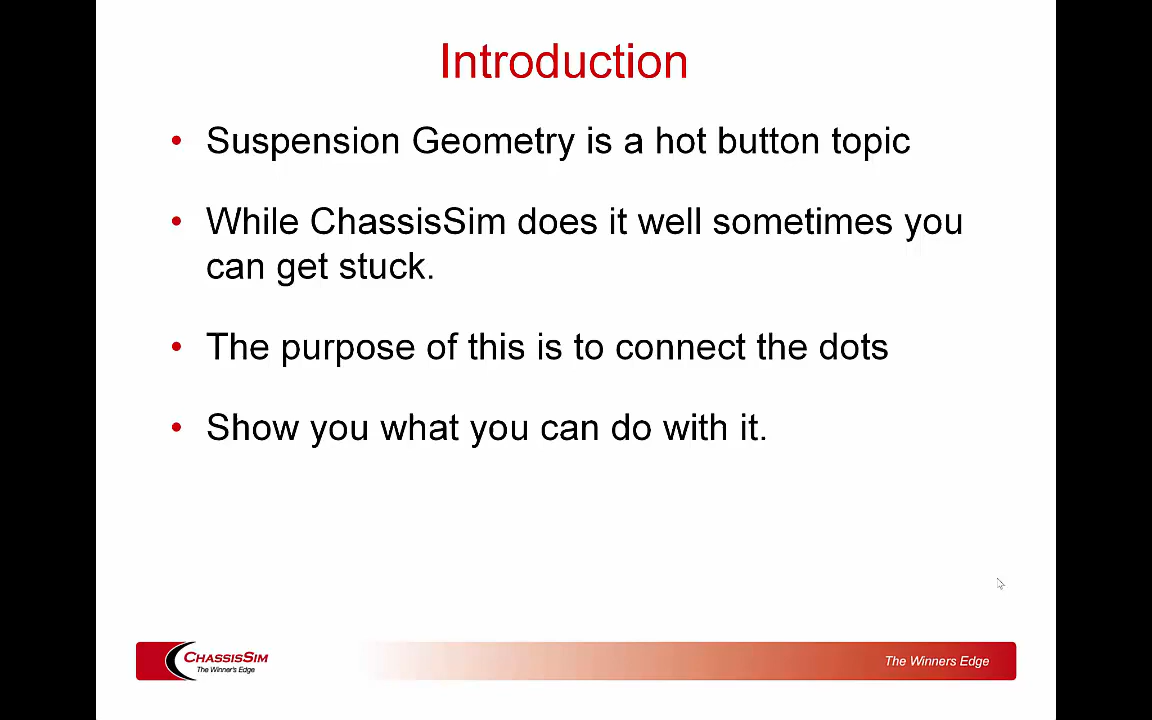 Introduction
• Suspension Geometry is a hot button topic
• While ChassisSim does it well sometimes you
can get stuck.
• The purpose of this is to connect the dots
• Show you what you can do with it.
CHASSISSIM
The Winner's Edge
The Winners Edge